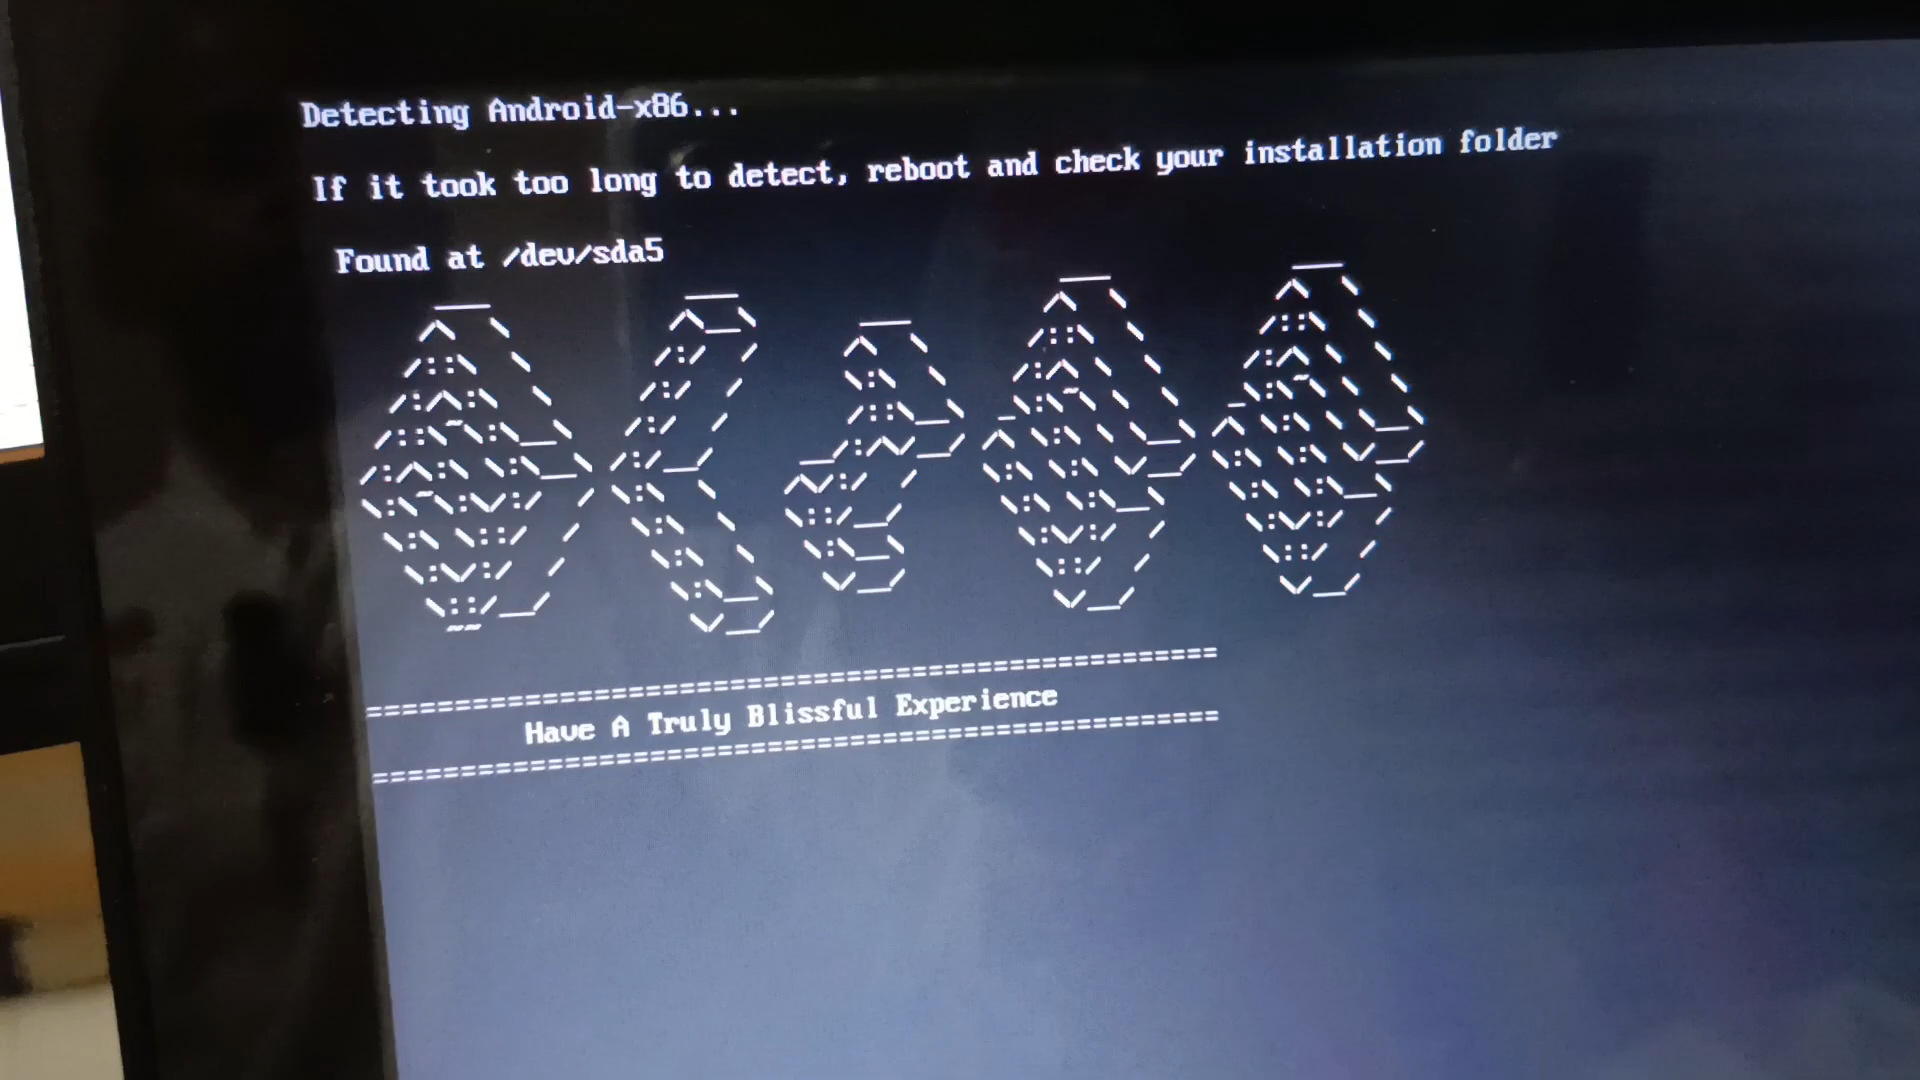 Detecting Android-x86...
If it took too long to detect, reboot and check your installation folder
Found at /dev/sda5
==================================================
Have A Truly Blissful Experience
==================================================